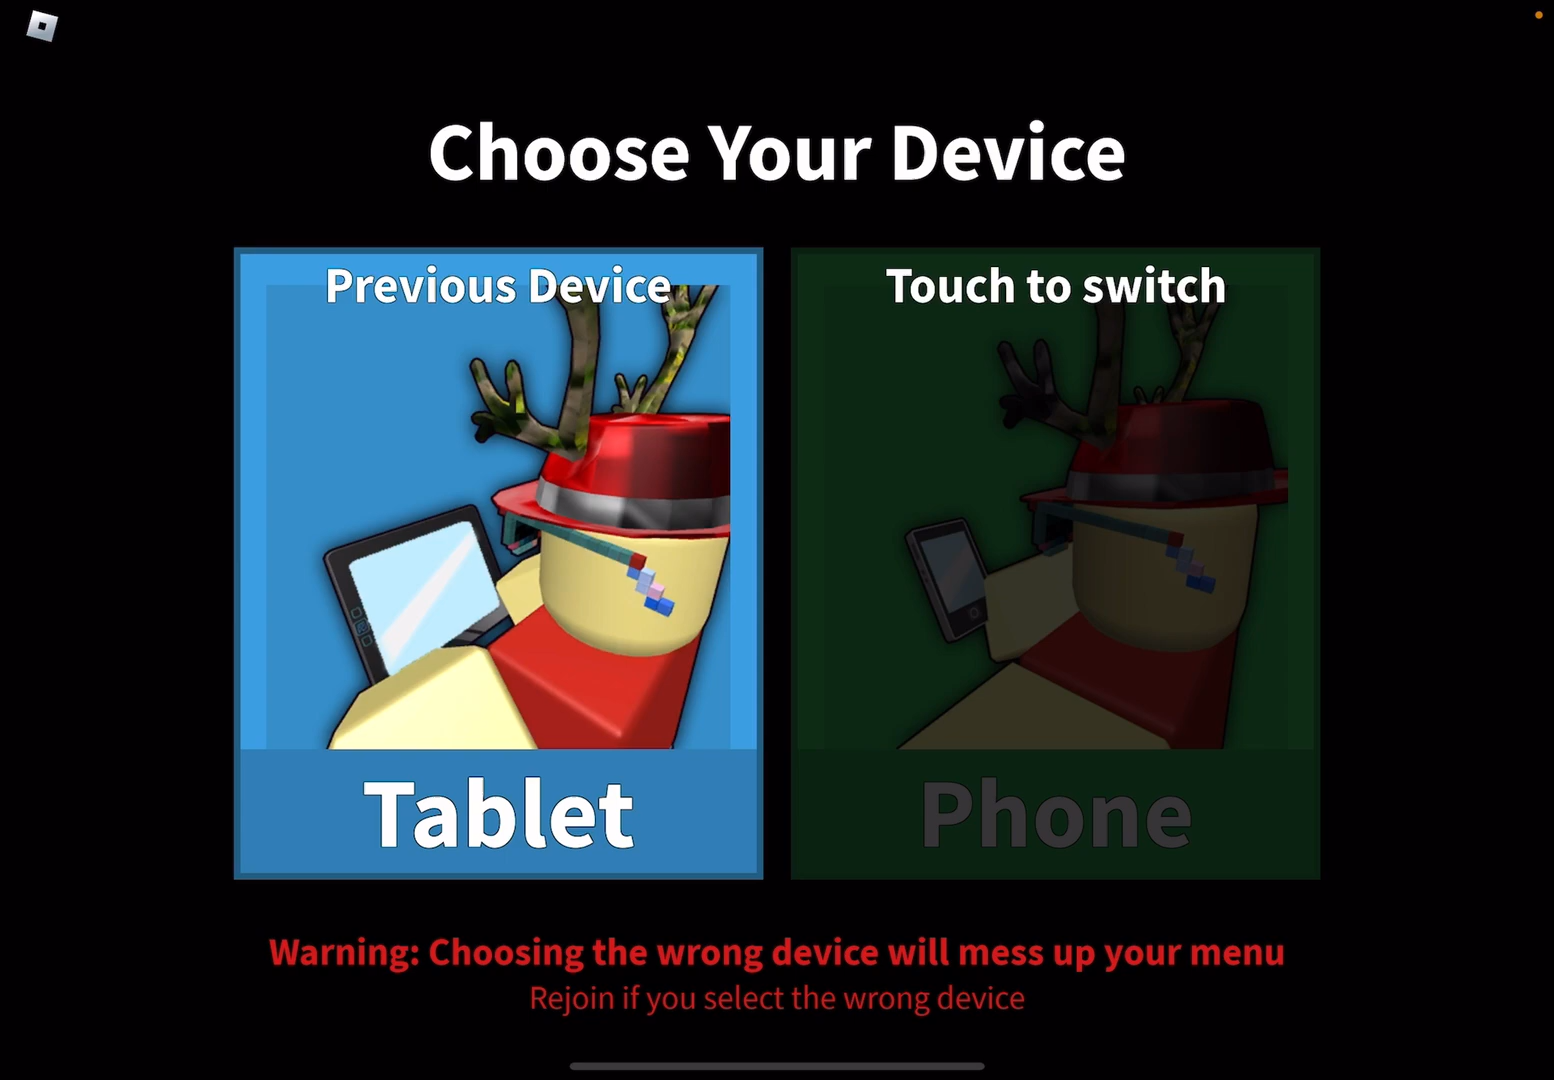 Choose Your Device
Previous Device
Tablet
Touch to switch
Phone
Warning: Choosing the wrong device will mess up your menu
Rejoin if you select the wrong device